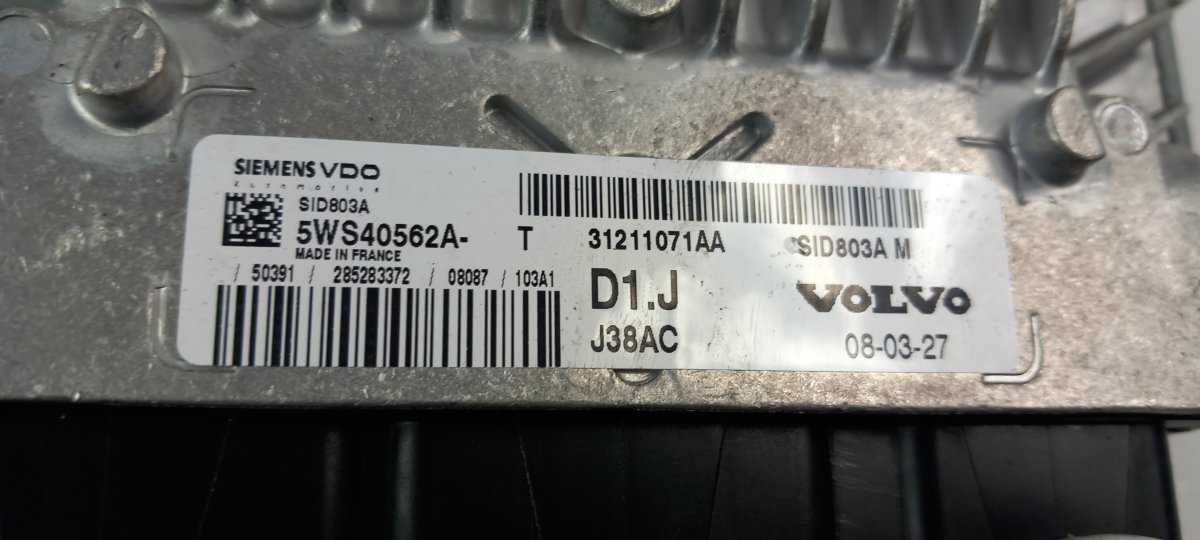 SIEMENS VDO
Automotive
SID803A
5WS40562A- T
MADE IN FRANCE
/ 50391 / 285283372 / 08087 / 103A1
31211071AA
SID803A M
D1.J
VOLVO
J38AC
08-03-27